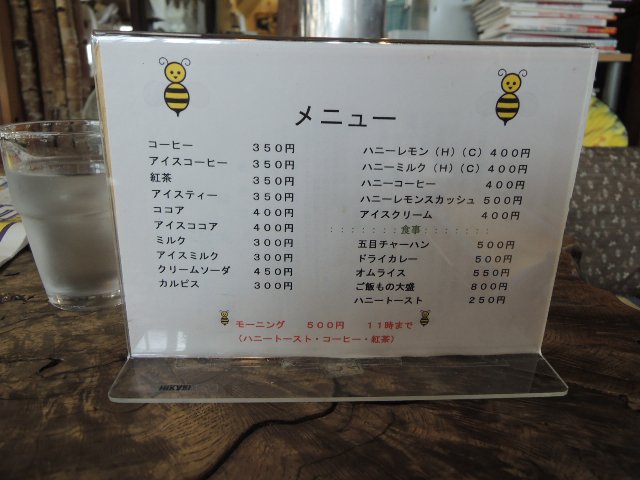 メニュー
コーヒー 350円
アイスコーヒー 350円
紅茶 350円
アイスティー 350円
ココア 400円
アイスココア 400円
ミルク 300円
アイスミルク 300円
クリームソーダ 450円
カルピス 300円
ハニーレモン(H)(C) 400円
ハニーミルク(H)(C) 400円
ハニーコーヒー 400円
ハニーレモンスカッシュ 500円
アイスクリーム 400円
:::::::食事:::::::
五目チャーハン 500円
ドライカレー 500円
オムライス 550円
ご飯もの大盛 800円
ハニートースト 250円
モーニング 500円 11時まで
(ハニートースト・コーヒー・紅茶)